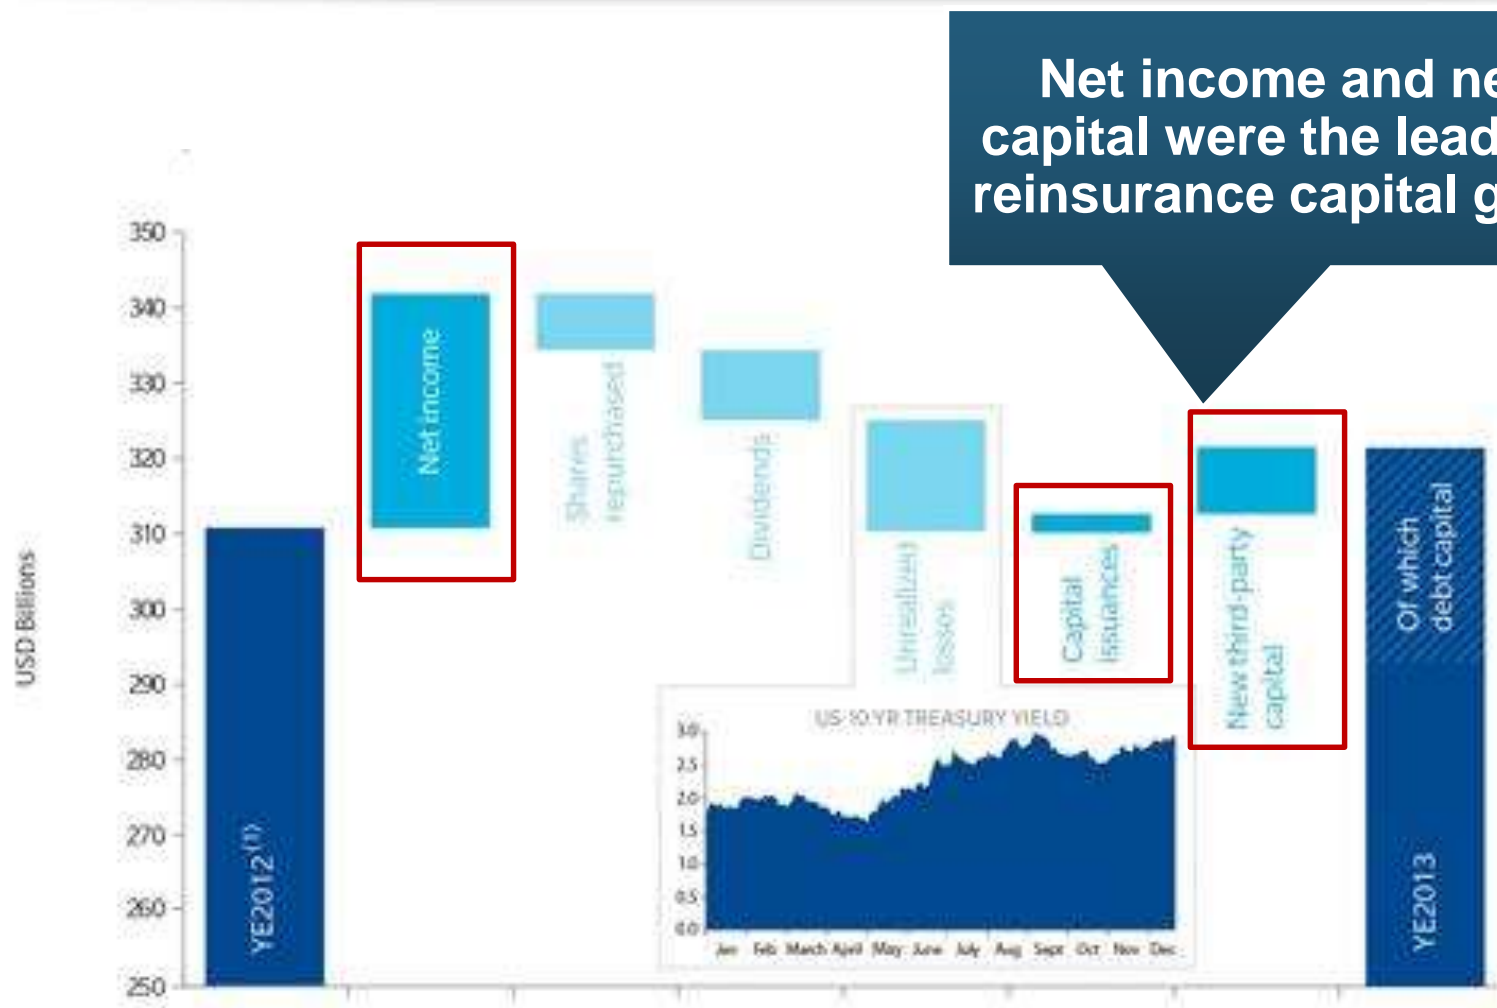 Net income and ne
capital were the lead
reinsurance capital g
350
340
330
320
310
300
290
280
270
260
250
USD Billions
YE2012(1)
Net income
Shares
repurchased
Dividends
Unrealized
losses
Capital
issuances
New third-party
capital
Of which
debt capital
YE2013
US 10 YR TREASURY YIELD
3.0
2.5
2.0
1.5
1.0
0.5
0.0
Jan Feb March April May June July Aug Sept Oct Nov Dec